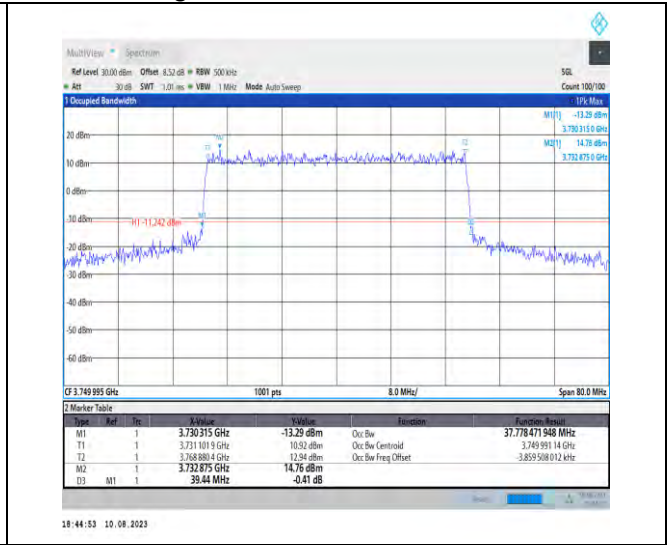 MultiView Spectrum
Ref Level 30.00 dBm Offset 8.52 dB RBW 500 kHz SGL
Att 30 dB SWT 1.01 ms VBW 1 MHz Mode Auto Sweep Count 100/100
1 Occupied Bandwidth 1Pk Max
M1[1] -13.29 dBm
3.730 315 0 GHz
M2[1] 14.76 dBm
3.732 875 0 GHz
20 dBm
T1 M2 T2
10 dBm
0 dBm
-10 dBm
H1 -11.242 dBm
M1
-20 dBm
-30 dBm
-40 dBm
-50 dBm
-60 dBm
CF 3.749 995 GHz 1001 pts 8.0 MHz/ Span 80.0 MHz
2 Marker Table
Type Ref Trc X-Value Y-Value Function Function Result
M1 1 3.730315 GHz -13.29 dBm Occ Bw 37.778 471 948 MHz
T1 1 3.731 101 9 GHz 10.92 dBm Occ Bw Centroid 3.749 991 14 GHz
T2 1 3.768 880 4 GHz 12.94 dBm Occ Bw Freq Offset -3.859 508 012 kHz
M2 1 3.732875 GHz 14.76 dBm
D3 M1 1 39.44 MHz -0.41 dB
18:44:53 10.08.2023